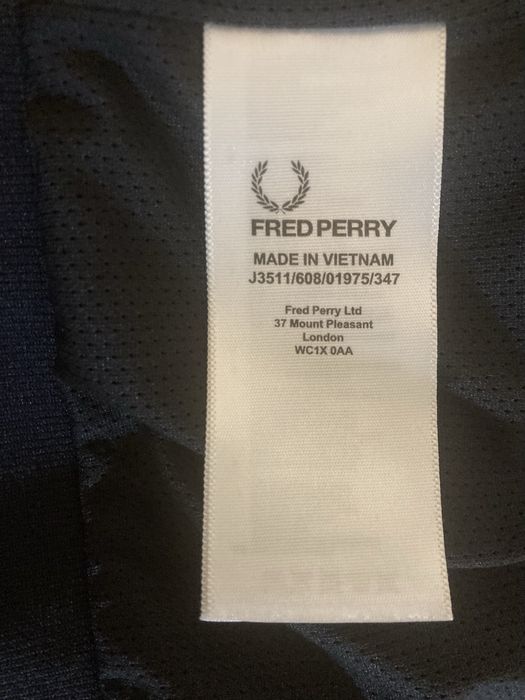 FRED PERRY
MADE IN VIETNAM
J3511/608/01975/347
Fred Perry Ltd
37 Mount Pleasant
London
WC1X 0AA